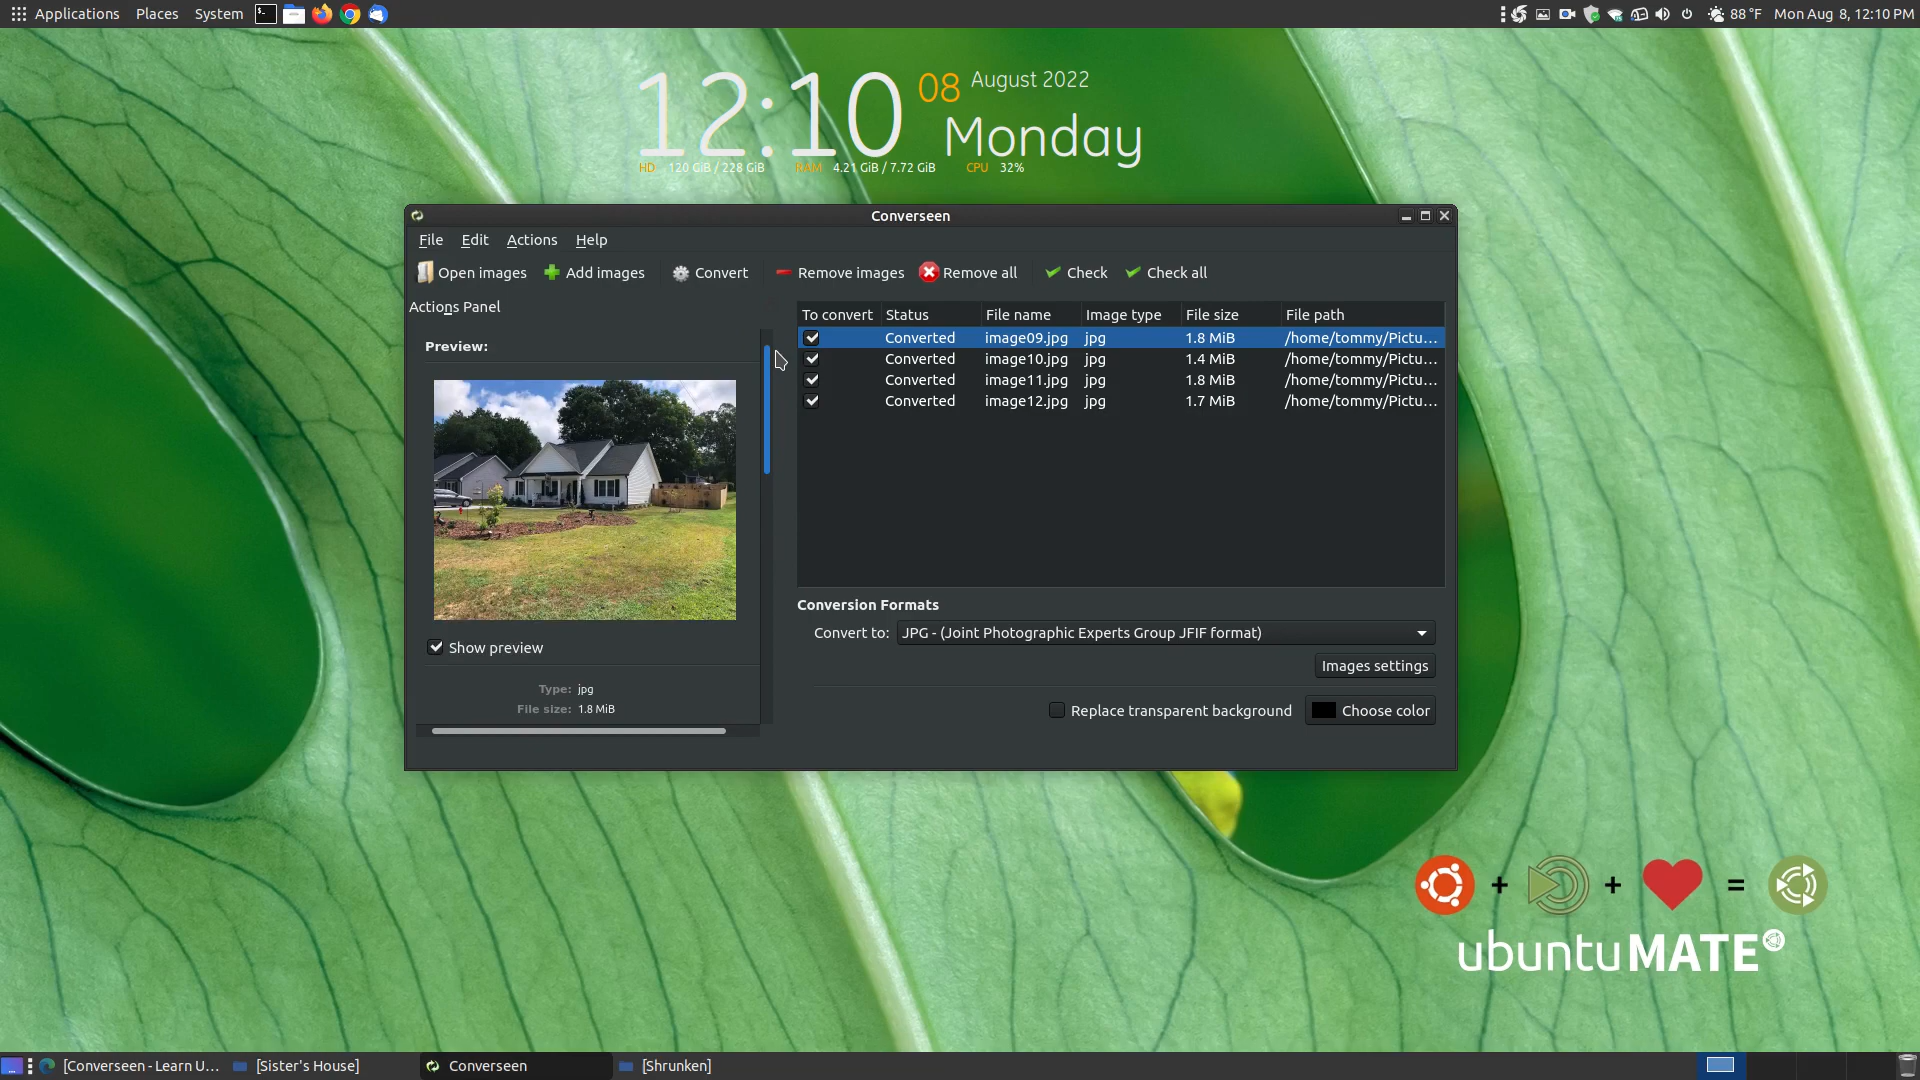 Applications Places System 88 °F Mon Aug 8, 12:10 PM
12:10 08 August 2022
Monday
HD 120 GiB / 228 GiB RAM 4.21 GiB / 7.72 GiB CPU 32%
Converseen
File Edit Actions Help
Open images Add images Convert Remove images Remove all Check Check all
Actions Panel
Preview:
Show preview
Type: jpg
File size: 1.8 MiB
To convert Status File name Image type File size File path
Converted image09.jpg jpg 1.8 MiB /home/tommy/Pictu...
Converted image10.jpg jpg 1.4 MiB /home/tommy/Pictu...
Converted image11.jpg jpg 1.8 MiB /home/tommy/Pictu...
Converted image12.jpg jpg 1.7 MiB /home/tommy/Pictu...
Conversion Formats
Convert to: JPG - (Joint Photographic Experts Group JFIF format)
Images settings
Replace transparent background Choose color
+ + =
ubuntu MATE
[Converseen - Learn U... [Sister's House] Converseen [Shrunken]